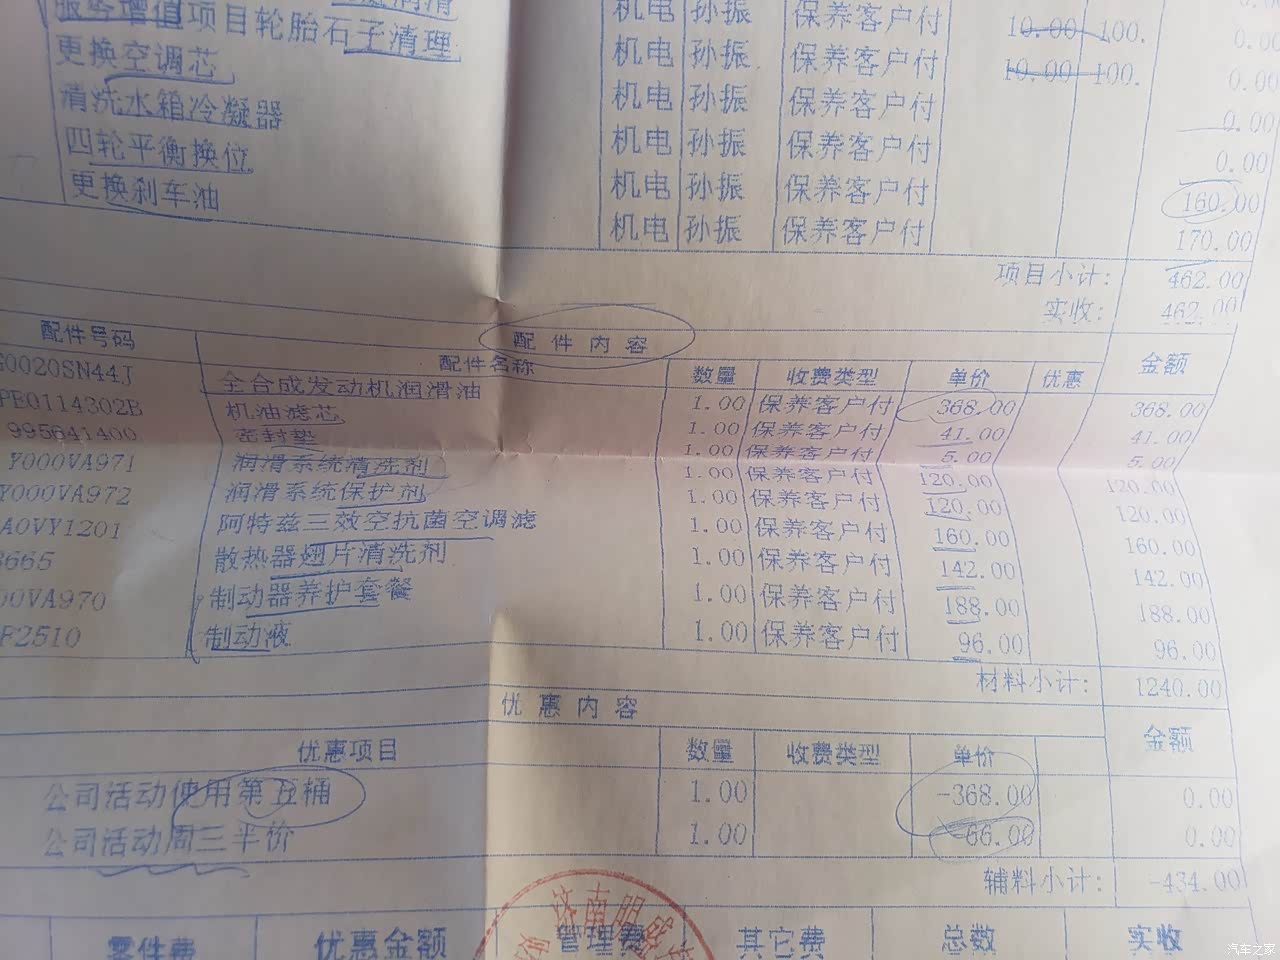 润滑
服务增值项目轮胎石子清理 机电 孙振 保养客户付 10.00 100. 0.00
更换空调芯 机电 孙振 保养客户付 10.00 100. 0.00
清洗水箱冷凝器 机电 孙振 保养客户付 0.00
四轮平衡换位 机电 孙振 保养客户付 0.00
更换刹车油 机电 孙振 保养客户付 160.00
机电 孙振 保养客户付 170.00
项目小计: 462.00
实收: 462.00
配件内容
配件号码 配件名称 数量 收费类型 单价 优惠 金额
0020SN44J 全合成发动机润滑油 1.00 保养客户付 368.00 368.00
PE0114302B 机油滤芯 1.00 保养客户付 41.00 41.00
995641400 密封垫 1.00 保养客户付 5.00 5.00
Y000VA971 润滑系统清洗剂 1.00 保养客户付 120.00 120.00
Y000VA972 润滑系统保护剂 1.00 保养客户付 120.00 120.00
A0VY1201 阿特兹三效空抗菌空调滤 1.00 保养客户付 160.00 160.00
8665 散热器翅片清洗剂 1.00 保养客户付 142.00 142.00
00VA970 制动器养护套餐 1.00 保养客户付 188.00 188.00
F2510 制动液 1.00 保养客户付 96.00 96.00
材料小计: 1240.00
优惠内容
优惠项目 数量 收费类型 单价 金额
公司活动使用第五桶 1.00 -368.00 0.00
公司活动周三半价 1.00 -66.00 0.00
辅料小计: -434.00
济南服务
零件费 优惠金额 管理费 其它费 总数 实收
汽车之家